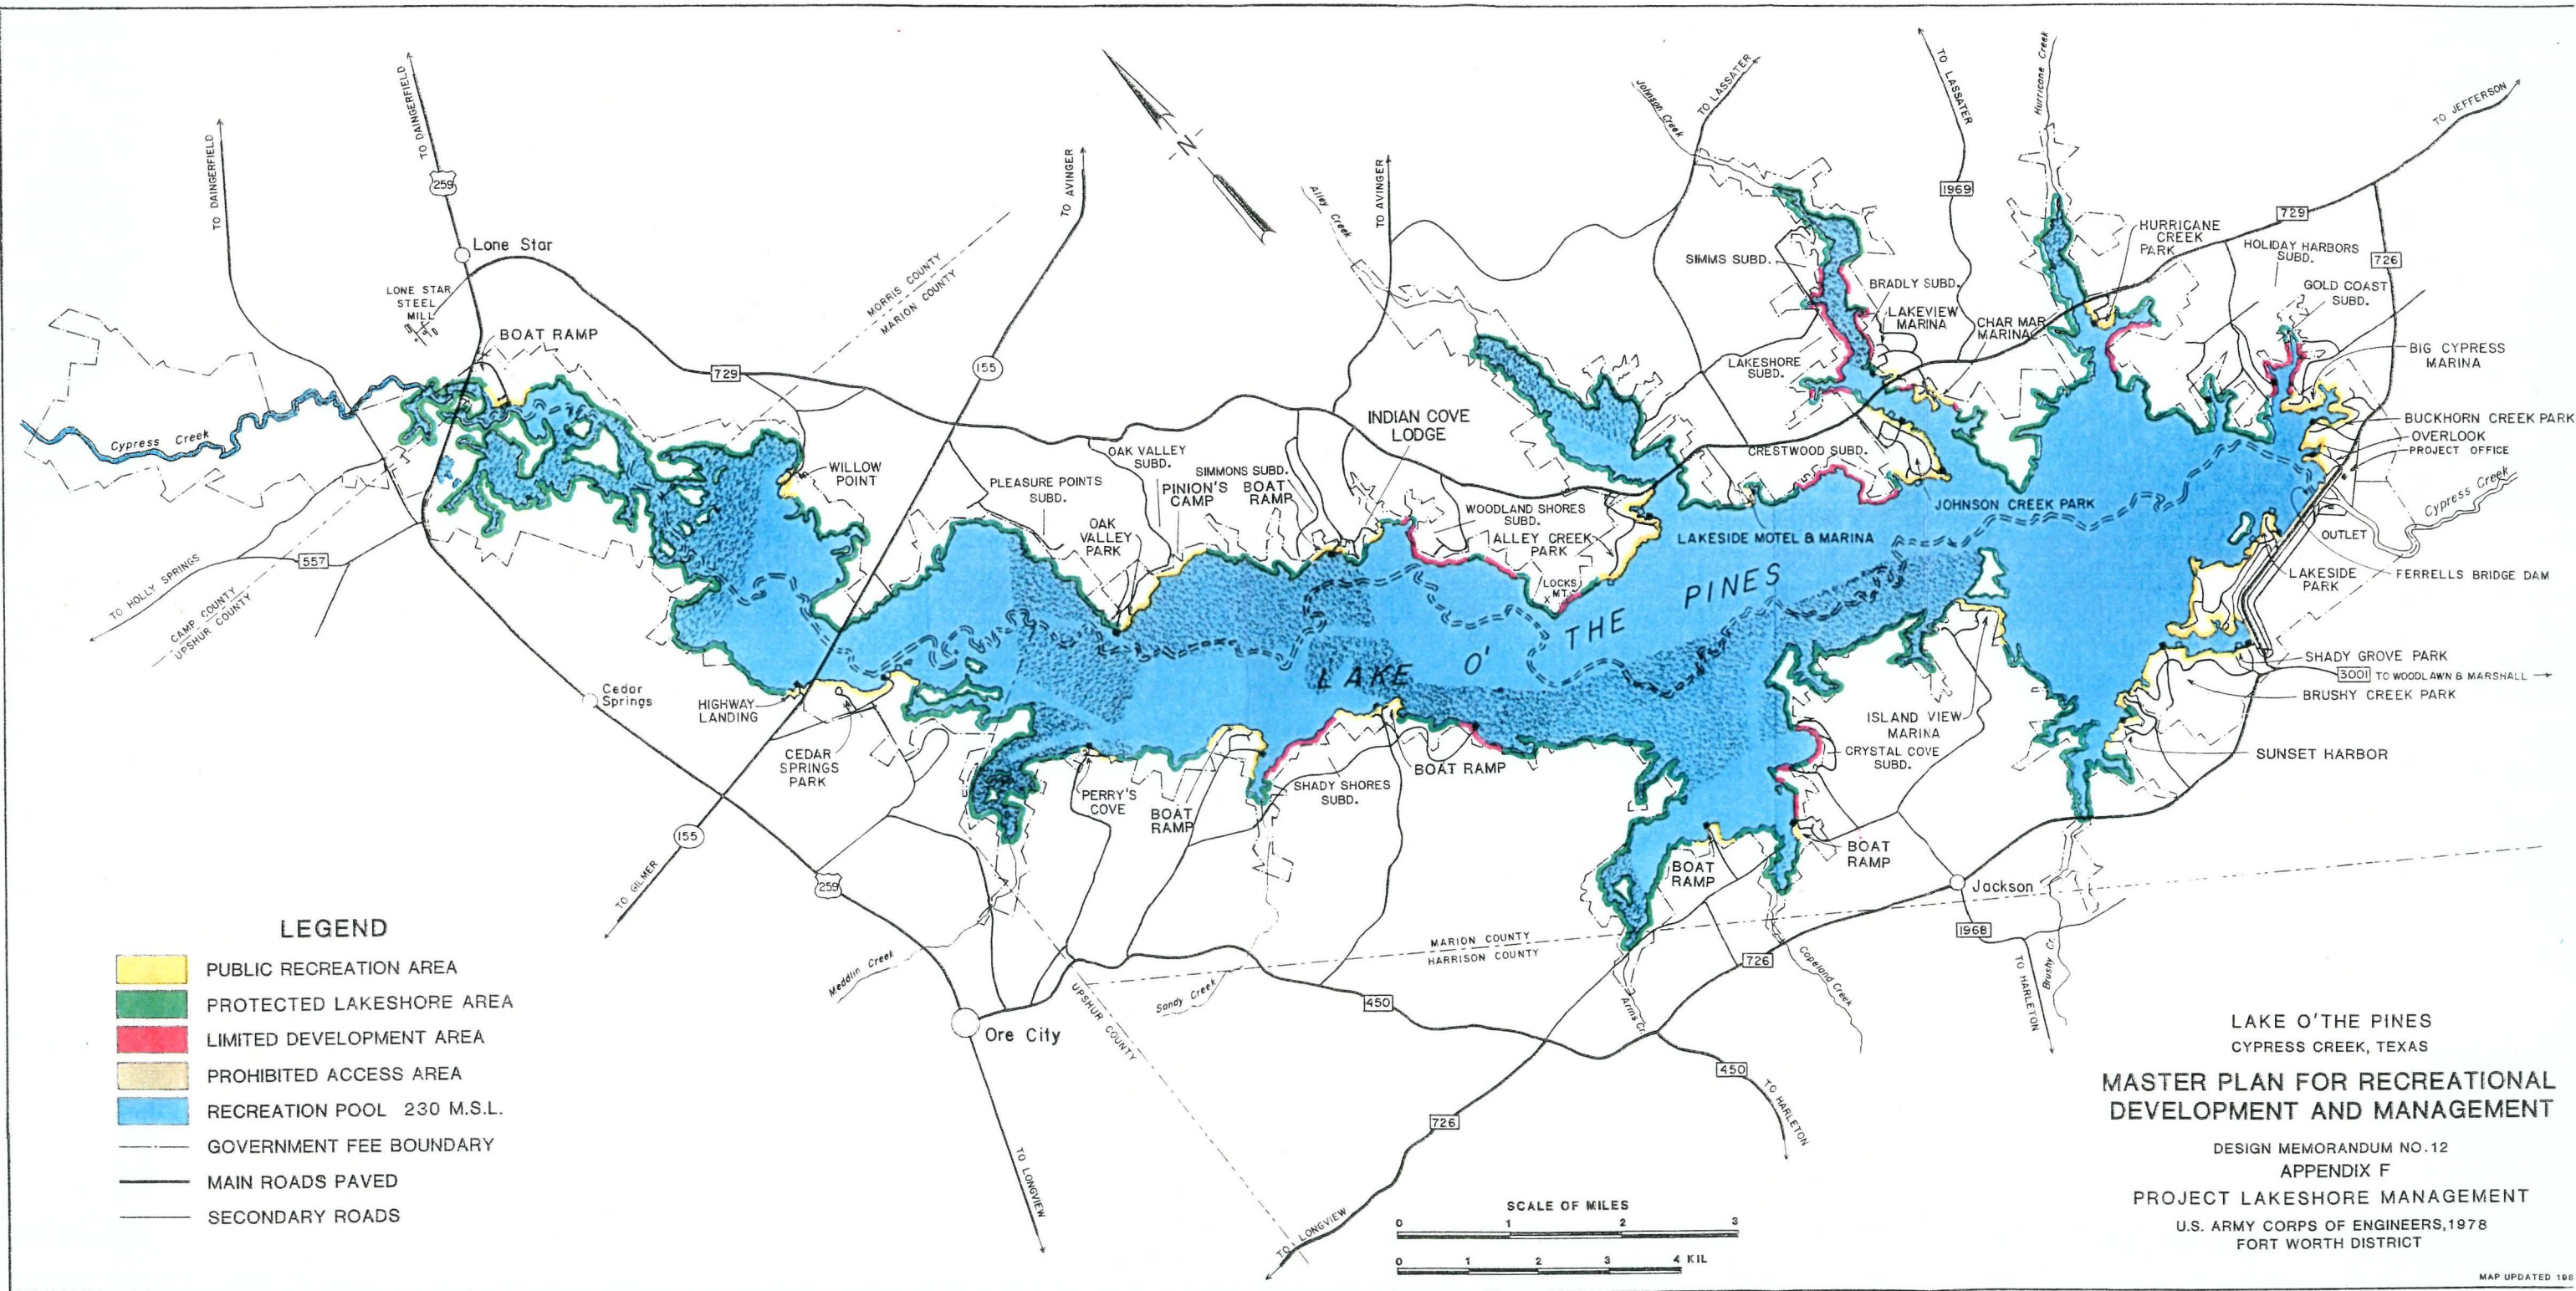 TO DAINGERFIELD
TO DAINGERFIELD
259
Lone Star
LONE STAR
STEEL
MILL
BOAT RAMP
Cypress Creek
TO HOLLY SPRINGS
557
CAMP COUNTY
UPSHUR COUNTY
729
MORRIS COUNTY
MARION COUNTY
155
TO AVINGER
N
WILLOW
POINT
Cedar
Springs
HIGHWAY
LANDING
CEDAR
SPRINGS
PARK
155
TO GILMER
259
PLEASURE POINTS
SUBD.
OAK
VALLEY
PARK
OAK VALLEY
SUBD.
PINION'S
CAMP
SIMMONS SUBD.
BOAT
RAMP
INDIAN COVE
LODGE
TO AVINGER
Alley Creek
WOODLAND SHORES
SUBD.
ALLEY CREEK
PARK
LOCKS
MT.
x
LAKE O' THE PINES
PERRY'S
COVE
BOAT
RAMP
SHADY SHORES
SUBD.
BOAT RAMP
Johnson Creek
TO LASSATER
TO LASSATER
1969
Hurricane Creek
TO JEFFERSON
SIMMS SUBD.
BRADLY SUBD.
LAKEVIEW
MARINA
CHAR MAR
MARINA
LAKESHORE
SUBD.
CRESTWOOD SUBD.
JOHNSON CREEK PARK
LAKESIDE MOTEL & MARINA
HURRICANE
CREEK
PARK
729
HOLIDAY HARBORS
SUBD.
726
GOLD COAST
SUBD.
BIG CYPRESS
MARINA
BUCKHORN CREEK PARK
OVERLOOK
PROJECT OFFICE
Cypress Creek
OUTLET
LAKESIDE
PARK
FERRELLS BRIDGE DAM
SHADY GROVE PARK
3001 TO WOODLAWN & MARSHALL
BRUSHY CREEK PARK
SUNSET HARBOR
ISLAND VIEW
MARINA
CRYSTAL COVE
SUBD.
BOAT
RAMP
BOAT
RAMP
Jackson
1968
TO HARLETON
Brushy Cr.
Copeland Creek
726
Arms Cr.
450
TO HARLETON
MARION COUNTY
HARRISON COUNTY
450
Sandy Creek
UPSHUR COUNTY
Meddlin Creek
Ore City
TO LONGVIEW
726
TO LONGVIEW
LEGEND
PUBLIC RECREATION AREA
PROTECTED LAKESHORE AREA
LIMITED DEVELOPMENT AREA
PROHIBITED ACCESS AREA
RECREATION POOL 230 M.S.L.
GOVERNMENT FEE BOUNDARY
MAIN ROADS PAVED
SECONDARY ROADS
SCALE OF MILES
0 1 2 3
0 1 2 3 4 KIL
LAKE O'THE PINES
CYPRESS CREEK, TEXAS
MASTER PLAN FOR RECREATIONAL
DEVELOPMENT AND MANAGEMENT
DESIGN MEMORANDUM NO.12
APPENDIX F
PROJECT LAKESHORE MANAGEMENT
U.S. ARMY CORPS OF ENGINEERS,1978
FORT WORTH DISTRICT
MAP UPDATED 198